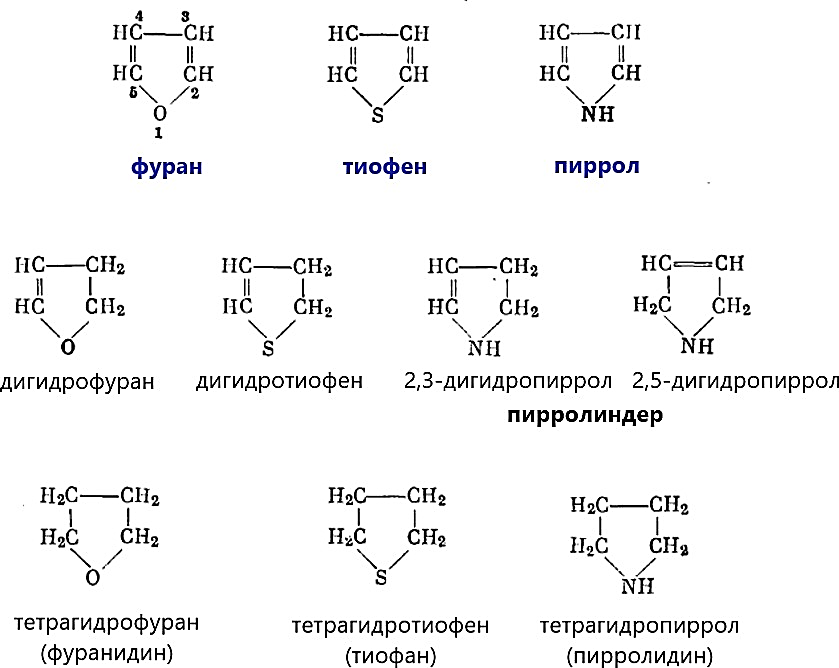 4 3
HC CH HC CH HC CH
HC CH HC CH HC CH
5 2
O S NH
1
фуран тиофен пиррол
HC CH₂ HC CH₂ HC CH₂ HC CH
HC CH₂ HC CH₂ HC CH₂ H₂C CH₂
O S NH NH
дигидрофуран дигидротиофен 2,3-дигидропиррол 2,5-дигидропиррол
пирролиндер
H₂C CH₂ H₂C CH₂ H₂C CH₂
H₂C CH₂ H₂C CH₂ H₂C CH₂
O S NH
тетрагидрофуран тетрагидротиофен тетрагидропиррол
(фуранидин) (тиофан) (пирролидин)